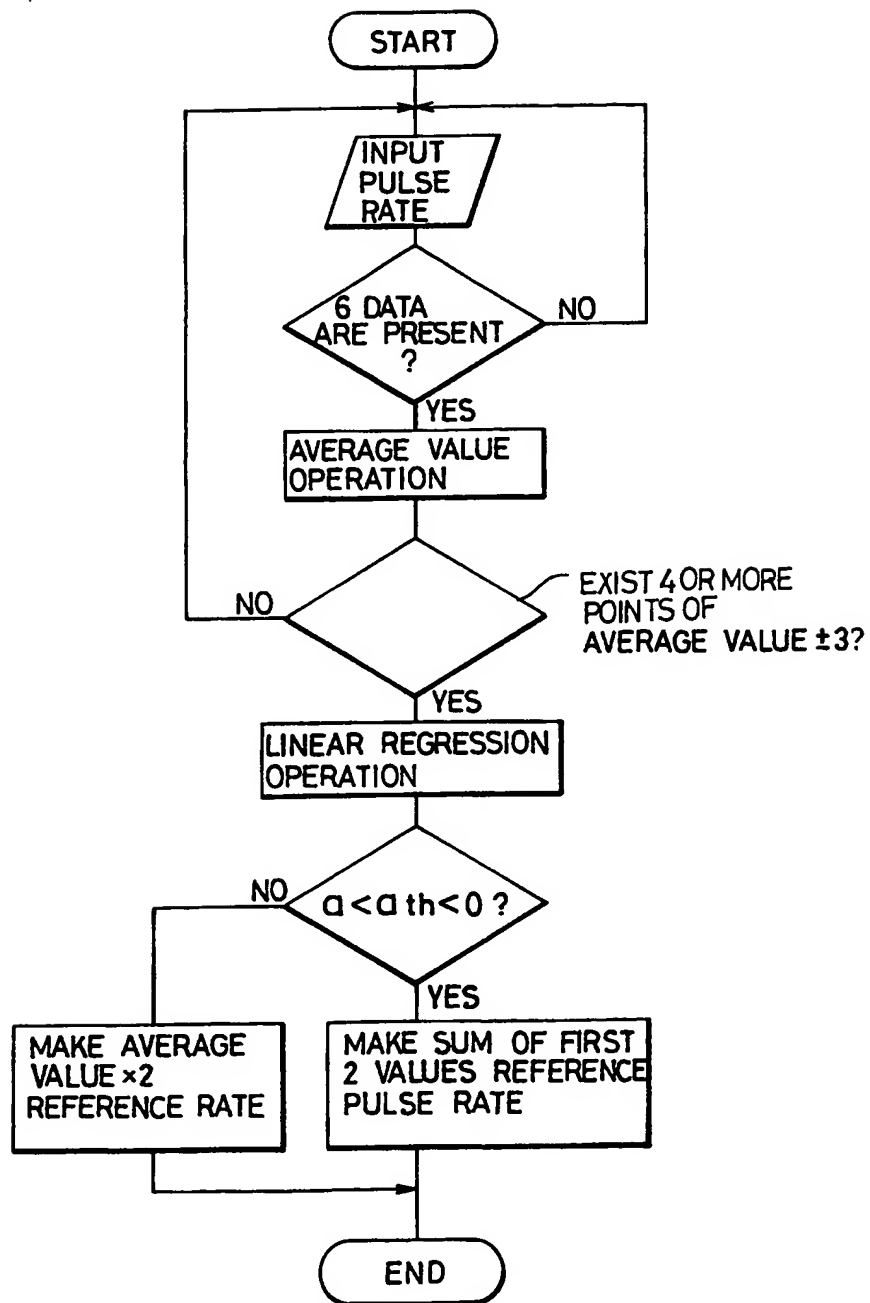 START
INPUT
PULSE
RATE
6 DATA
ARE PRESENT
?
NO
YES
AVERAGE VALUE
OPERATION
NO
EXIST 4 OR MORE
POINTS OF
AVERAGE VALUE ±3?
YES
LINEAR REGRESSION
OPERATION
NO
a < a th < 0 ?
YES
MAKE AVERAGE
VALUE ×2
REFERENCE RATE
MAKE SUM OF FIRST
2 VALUES REFERENCE
PULSE RATE
END